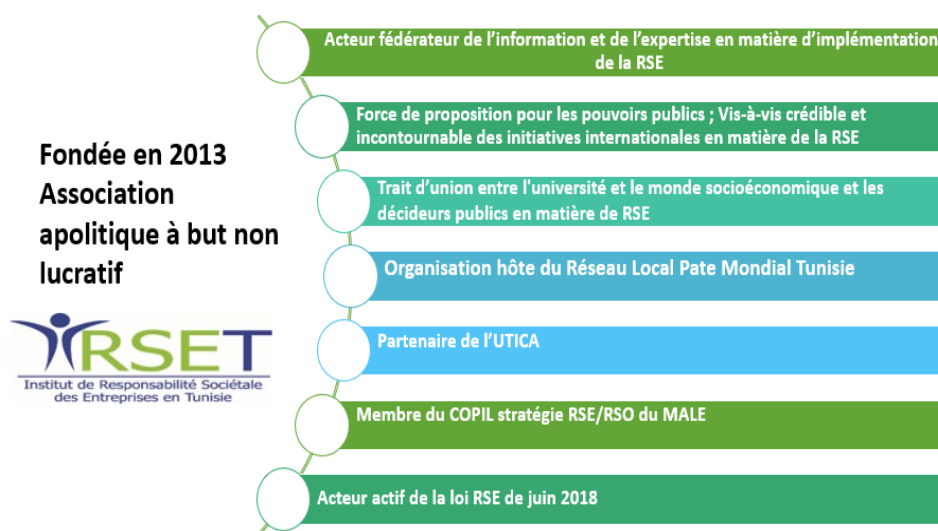 Fondée en 2013
Association
apolitique à but non
lucratif
IRSET
Institut de Responsabilité Sociétale
des Entreprises en Tunisie
Acteur fédérateur de l’information et de l’expertise en matière d’implémentation
de la RSE
Force de proposition pour les pouvoirs publics ; Vis-à-vis crédible et
incontournable des initiatives internationales en matière de la RSE
Trait d’union entre l'université et le monde socioéconomique et les
décideurs publics en matière de RSE
Organisation hôte du Réseau Local Pate Mondial Tunisie
Partenaire de l’UTICA
Membre du COPIL stratégie RSE/RSO du MALE
Acteur actif de la loi RSE de juin 2018